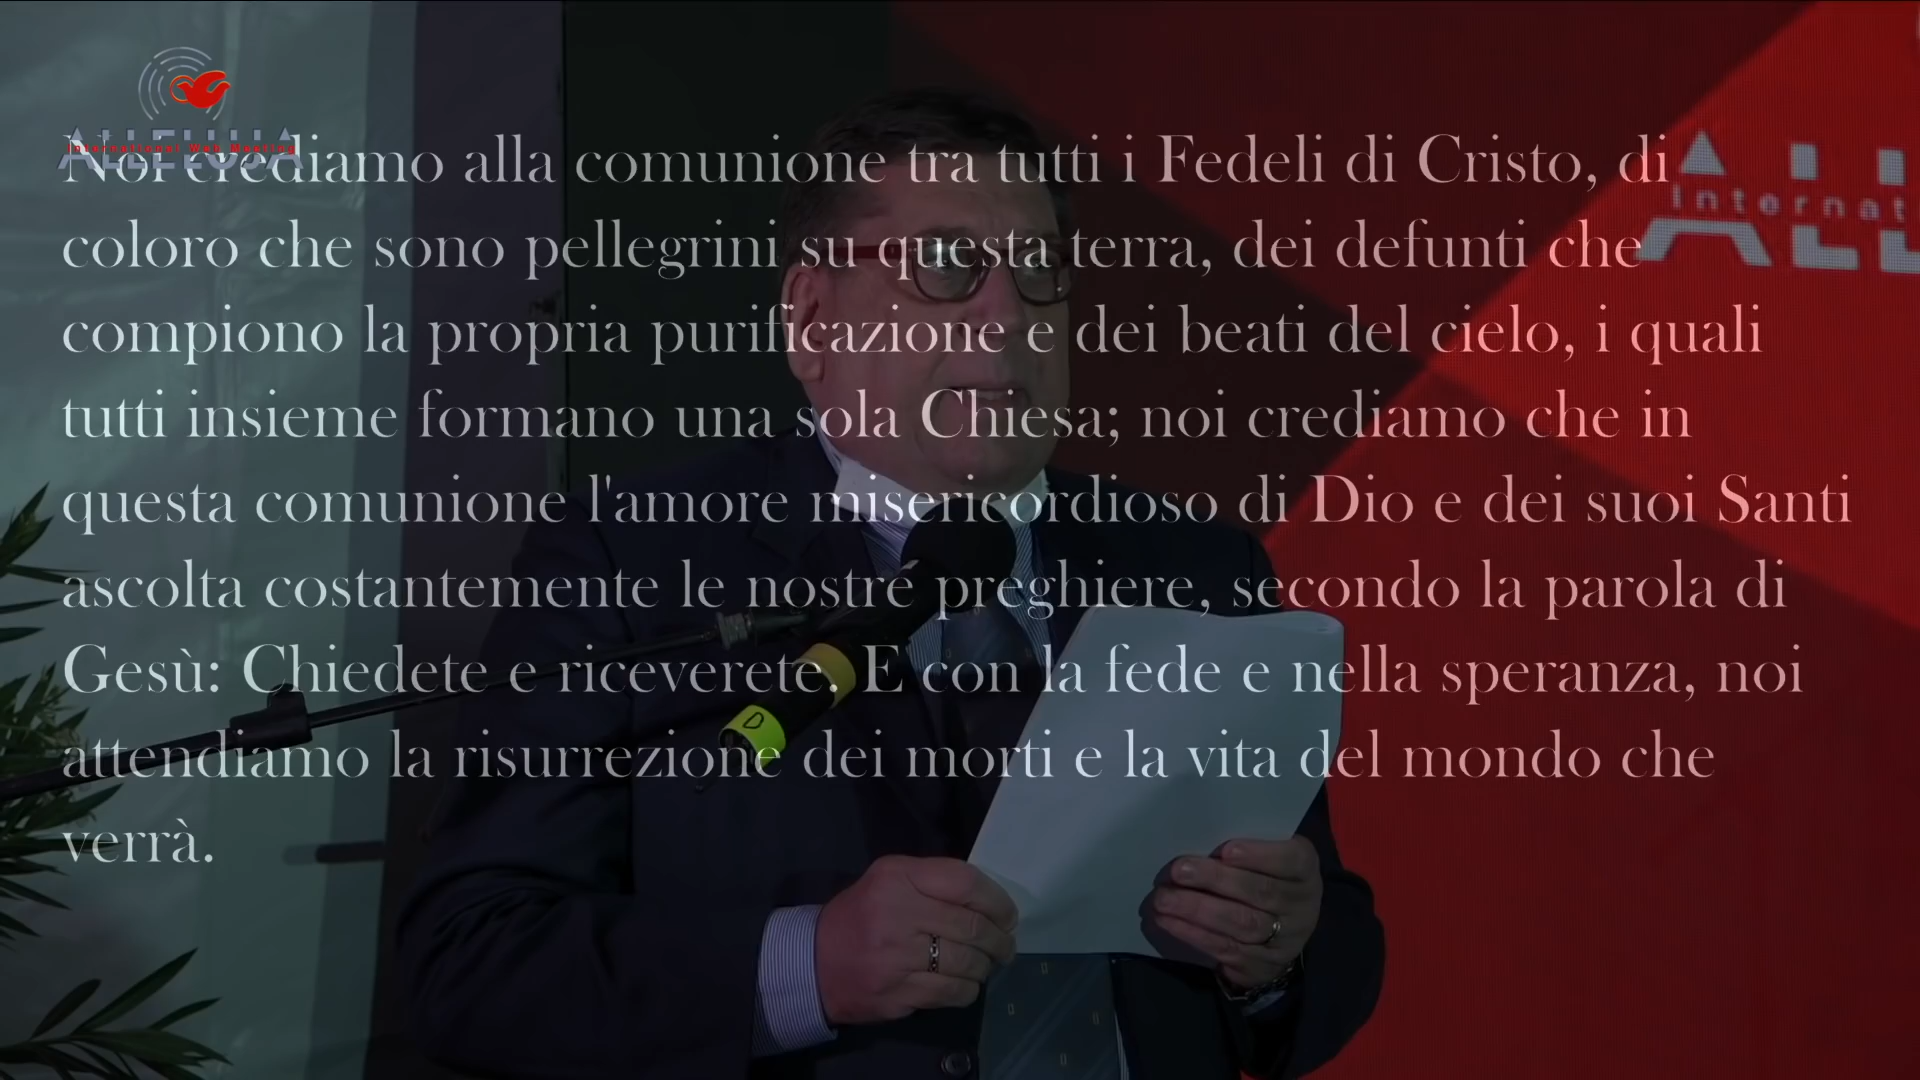 ALLELUJA
International Web Meeting
Noi crediamo alla comunione tra tutti i Fedeli di Cristo, di
coloro che sono pellegrini su questa terra, dei defunti che
compiono la propria purificazione e dei beati del cielo, i quali
tutti insieme formano una sola Chiesa; noi crediamo che in
questa comunione l'amore misericordioso di Dio e dei suoi Santi
ascolta costantemente le nostre preghiere, secondo la parola di
Gesù: Chiedete e riceverete. E con la fede e nella speranza, noi
attendiamo la risurrezione dei morti e la vita del mondo che
verrà.
D